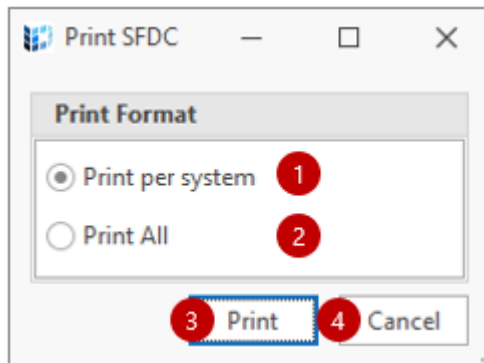 Print SFDC
Print Format
Print per system 1
Print All 2
3 Print 4 Cancel